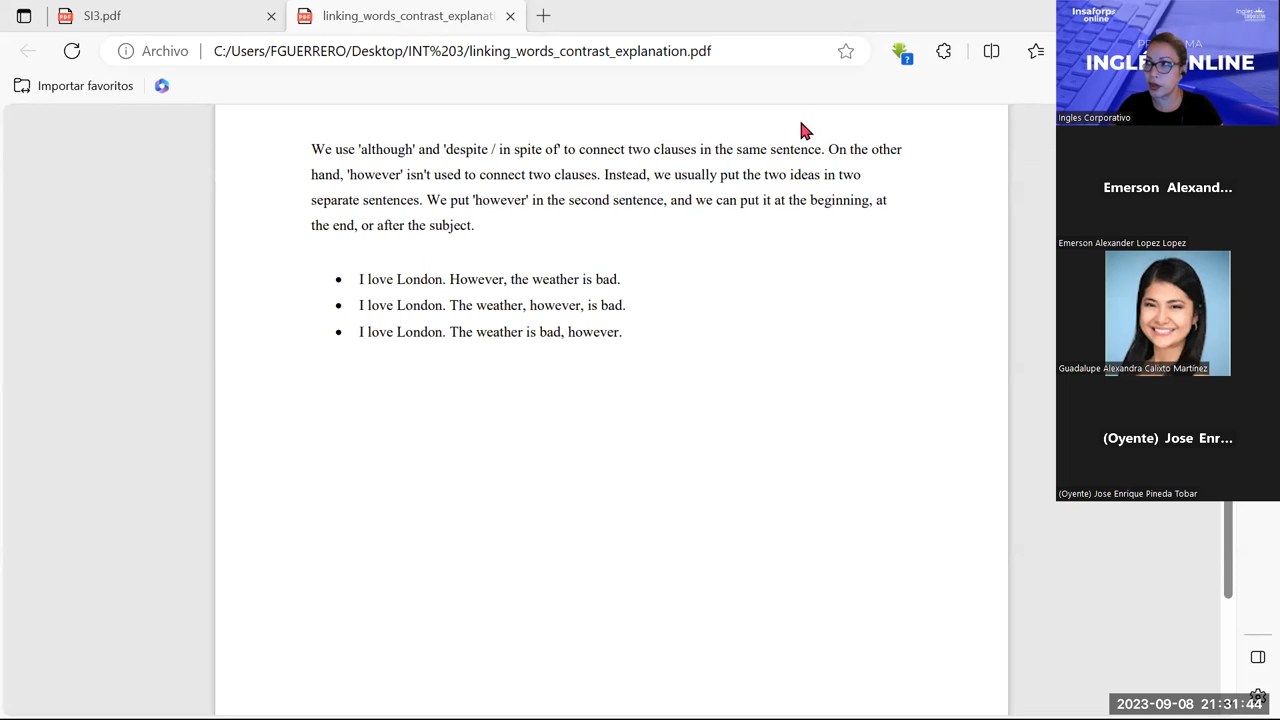 SI3.pdf
linking_words_contrast_explanati
Archivo
C:/Users/FGUERRERO/Desktop/INT%203/linking_words_contrast_explanation.pdf
Importar favoritos
We use 'although' and 'despite / in spite of' to connect two clauses in the same sentence. On the other
hand, 'however' isn't used to connect two clauses. Instead, we usually put the two ideas in two
separate sentences. We put 'however' in the second sentence, and we can put it at the beginning, at
the end, or after the subject.
• I love London. However, the weather is bad.
• I love London. The weather, however, is bad.
• I love London. The weather is bad, however.
Insaforp
online
Inglés
Ingles Corporativo
Emerson Alexand...
Emerson Alexander Lopez Lopez
Guadalupe Alexandra Calixto Martínez
(Oyente) Jose Enr...
(Oyente) Jose Enrique Pineda Tobar
2023-09-08 21:31:44